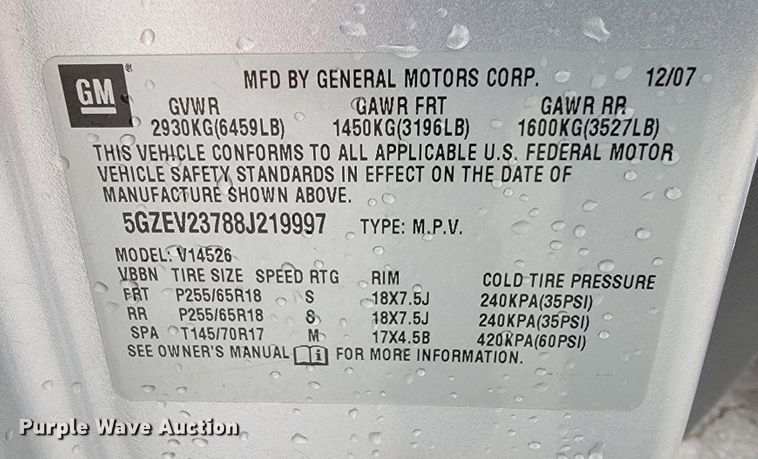 GM ® MFD BY GENERAL MOTORS CORP. 12/07
GVWR GAWR FRT GAWR RR
2930KG(6459LB) 1450KG(3196LB) 1600KG(3527LB)
THIS VEHICLE CONFORMS TO ALL APPLICABLE U.S. FEDERAL MOTOR
VEHICLE SAFETY STANDARDS IN EFFECT ON THE DATE OF
MANUFACTURE SHOWN ABOVE.
5GZEV23788J219997 TYPE: M.P.V.
MODEL: V14526
VBBN TIRE SIZE SPEED RTG RIM COLD TIRE PRESSURE
FRT P255/65R18 S 18X7.5J 240KPA(35PSI)
RR P255/65R18 S 18X7.5J 240KPA(35PSI)
SPA T145/70R17 M 17X4.5B 420KPA(60PSI)
SEE OWNER'S MANUAL i FOR MORE INFORMATION.
Purple Wave Auction